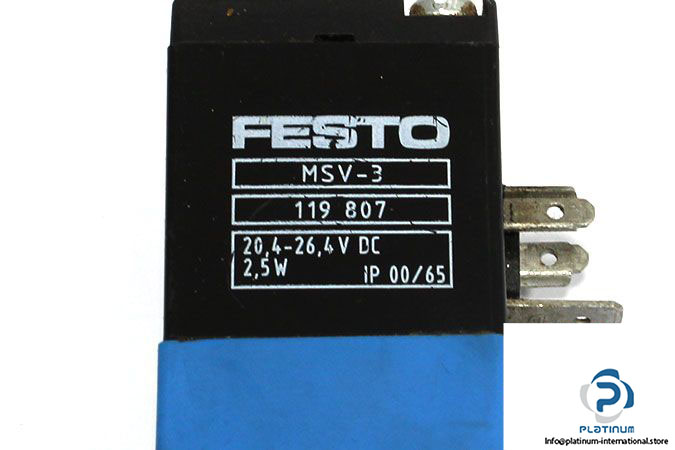 FESTO
MSV-3
119 807
20,4-26,4 V DC
2,5W IP 00/65
PLATINUM
Info@platinum-international.store